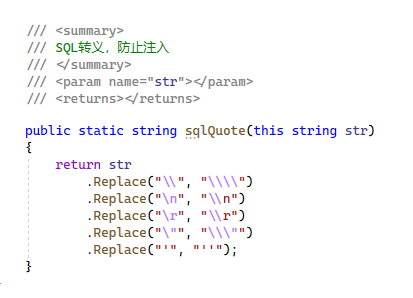 /// <summary>
/// SQL转义，防止注入
/// </summary>
/// <param name="str"></param>
/// <returns></returns>
public static string sqlQuote(this string str)
{
return str
.Replace("\\", "\\\\")
.Replace("\n", "\\n")
.Replace("\r", "\\r")
.Replace("\"", "\\\"")
.Replace("'", "''");
}